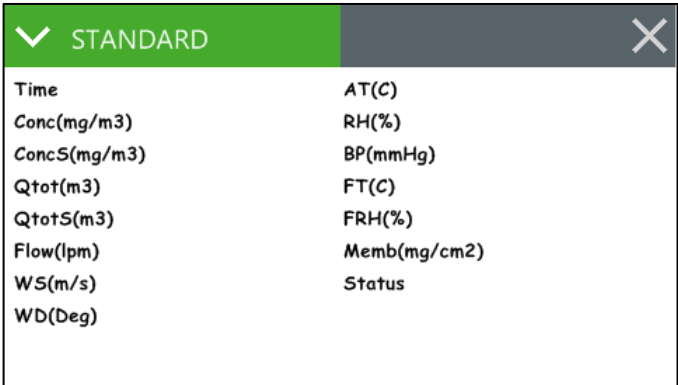 STANDARD
Time
Conc(mg/m3)
ConcS(mg/m3)
Qtot(m3)
QtotS(m3)
Flow(lpm)
WS(m/s)
WD(Deg)
AT(C)
RH(%)
BP(mmHg)
FT(C)
FRH(%)
Memb(mg/cm2)
Status